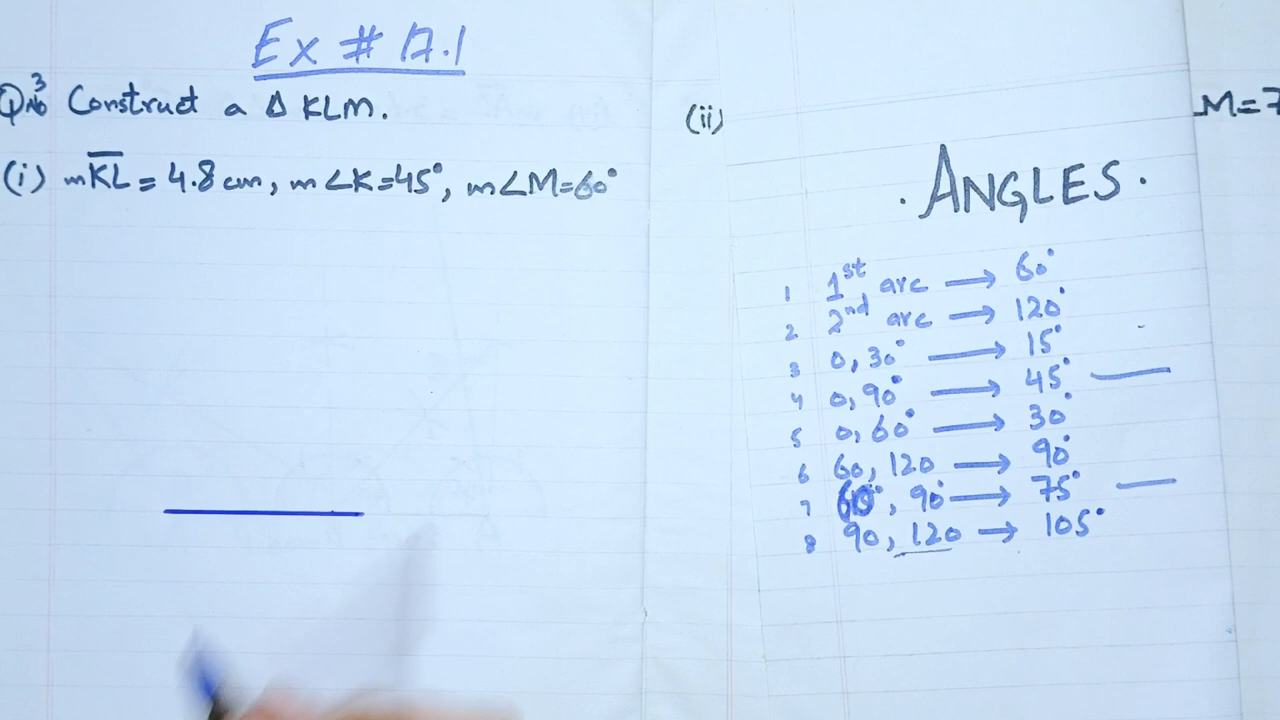 Ex # 17.1
QNo3 Construct a Δ KLM.
(i) mKL = 4.8 cm, m∠K=45°, m∠M=60°
(ii)
M=7
. ANGLES.
1 1st arc → 60°
2 2nd arc → 120°
3 0, 30° → 15°
4 0, 90° → 45°
5 0, 60° → 30°
6 60, 120 → 90°
7 60°, 90° → 75°
8 90, 120 → 105°